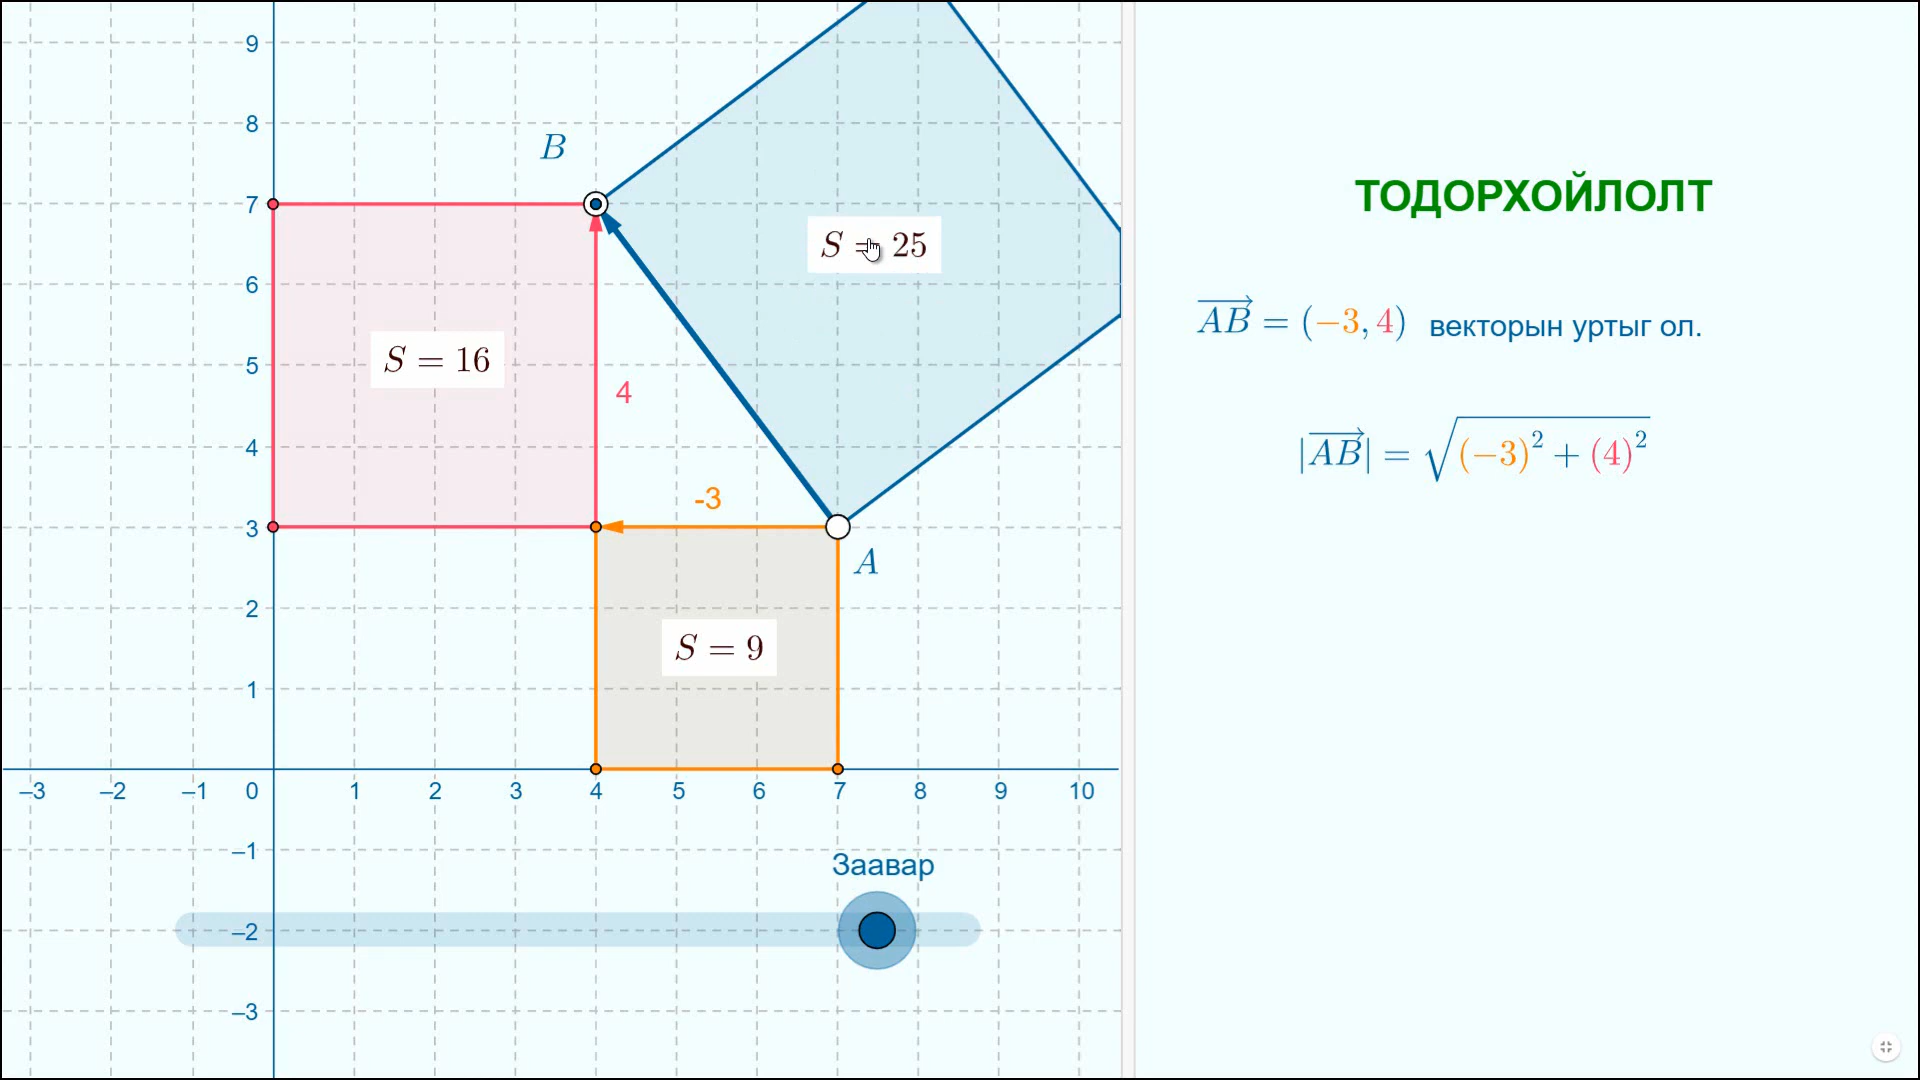 9
8
B
ТОДОРХОЙЛОЛТ
7
S = 25
6
AB = (−3, 4) векторын уртыг ол.
S = 16
5
4
|AB| = √(−3)² + (4)²
4
-3
3
A
2
S = 9
1
–3 –2 –1 0 1 2 3 4 5 6 7 8 9 10
–1
Заавар
–2
–3